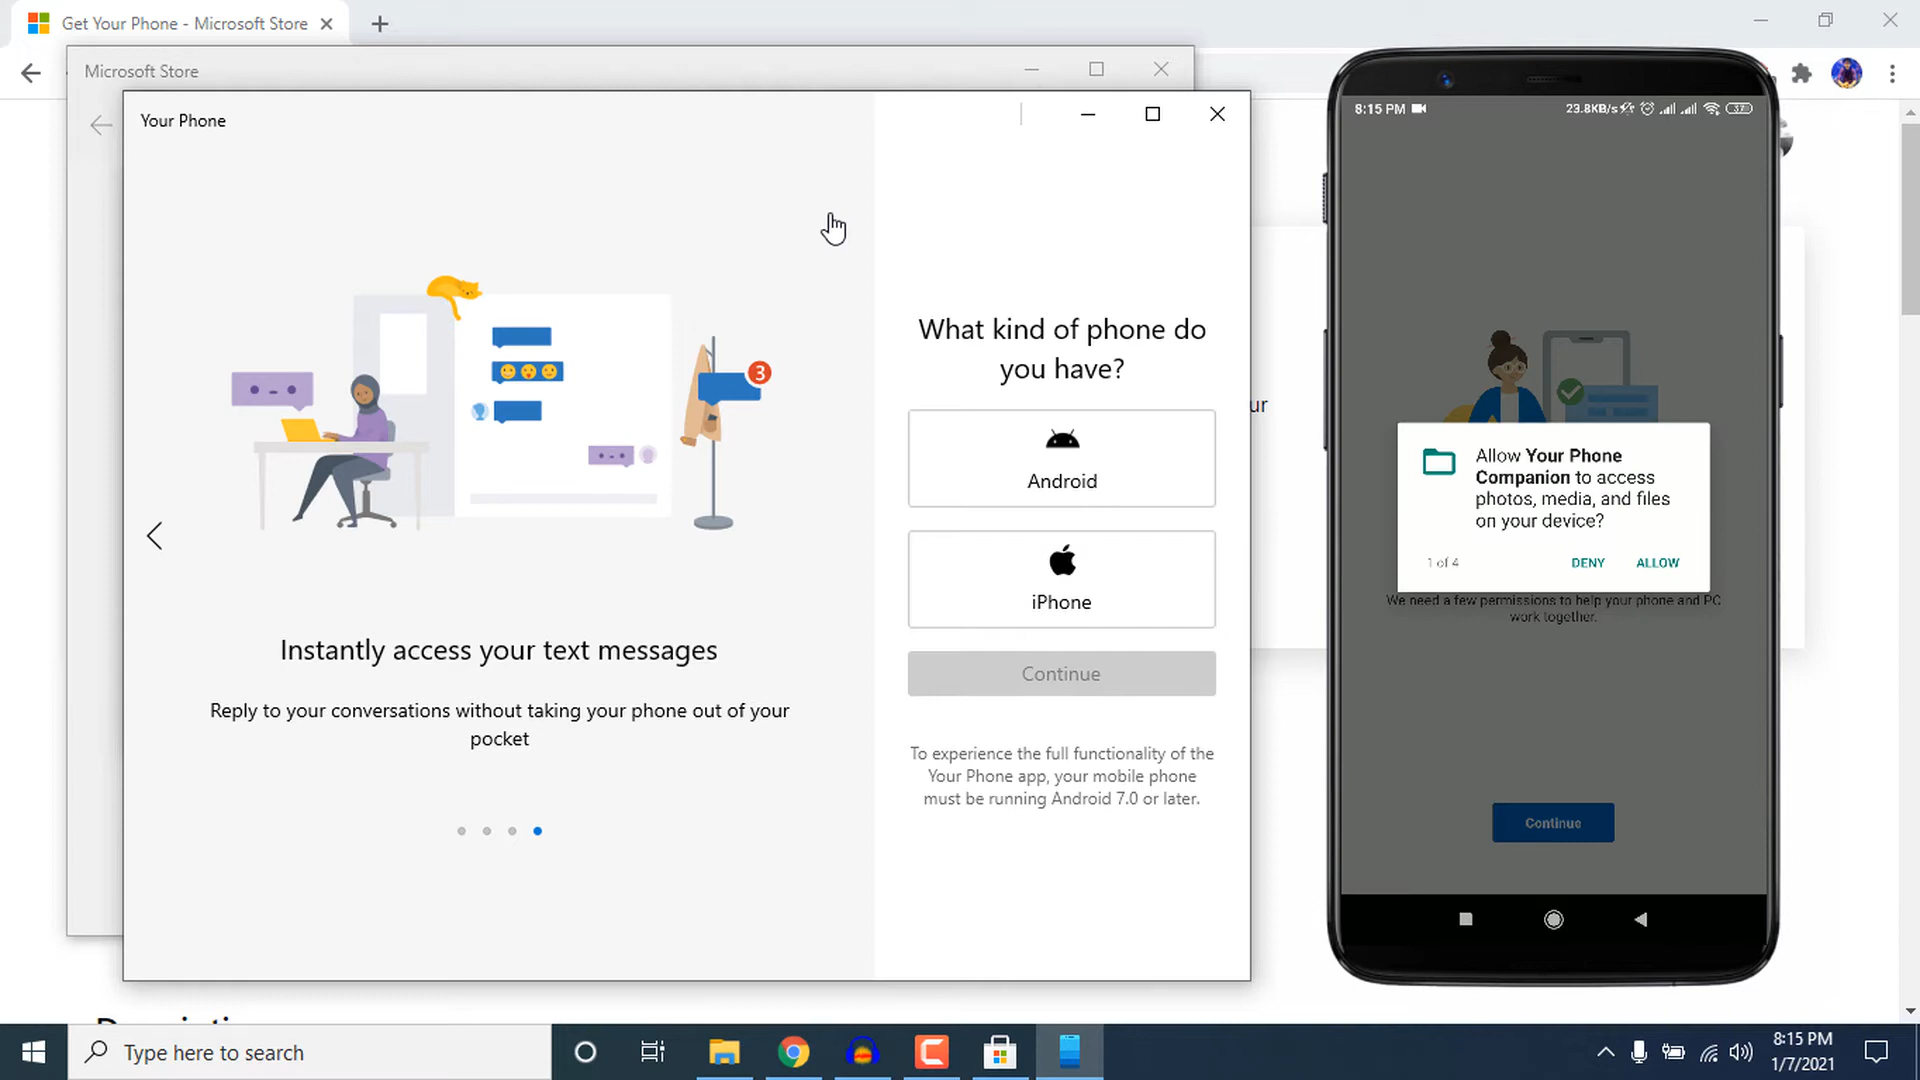 Get Your Phone - Microsoft Store
Microsoft Store
Your Phone
What kind of phone do
you have?
Android
iPhone
Continue
To experience the full functionality of the
Your Phone app, your mobile phone
must be running Android 7.0 or later.
3
Instantly access your text messages
Reply to your conversations without taking your phone out of your
pocket
ur
8:15 PM
23.8KB/s
37
Allow Your Phone
Companion to access
photos, media, and files
on your device?
1 of 4
DENY
ALLOW
We need a few permissions to help your phone and PC
work together.
Continue
Type here to search
8:15 PM
1/7/2021